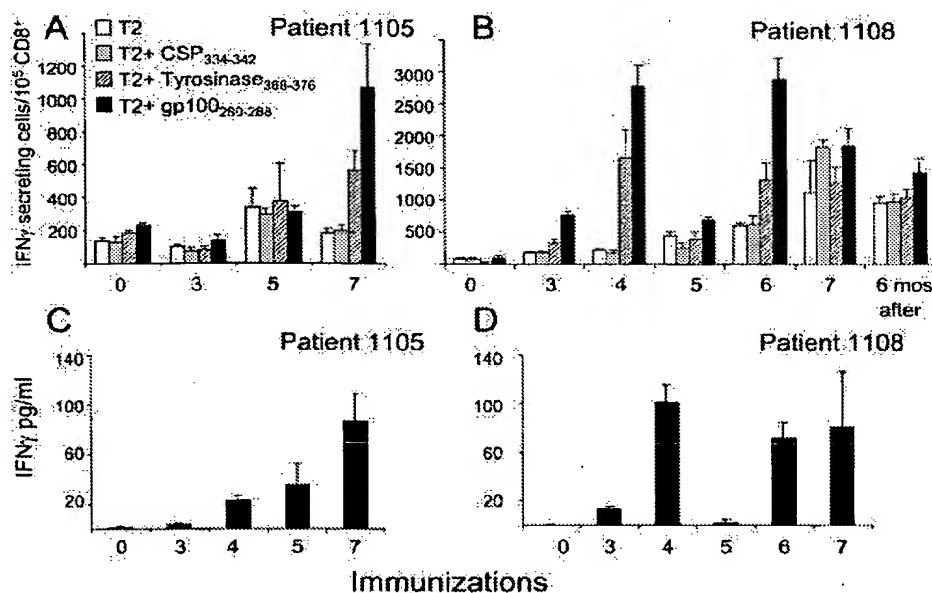 A
Patient 1105
T2
T2+ CSP334-342
T2+ Tyrosinase368-376
T2+ gp100280-288
IFNγ secreting cells/10⁵ CD8⁺
1200
1000
800
600
400
200
0 3 5 7
B
Patient 1108
3000
2500
2000
1500
1000
500
0 3 4 5 6 7 6 mos
after
C
Patient 1105
IFNγ pg/ml
140
100
60
20
0 3 4 5 7
D
Patient 1108
140
100
60
20
0 3 4 5 6 7
Immunizations